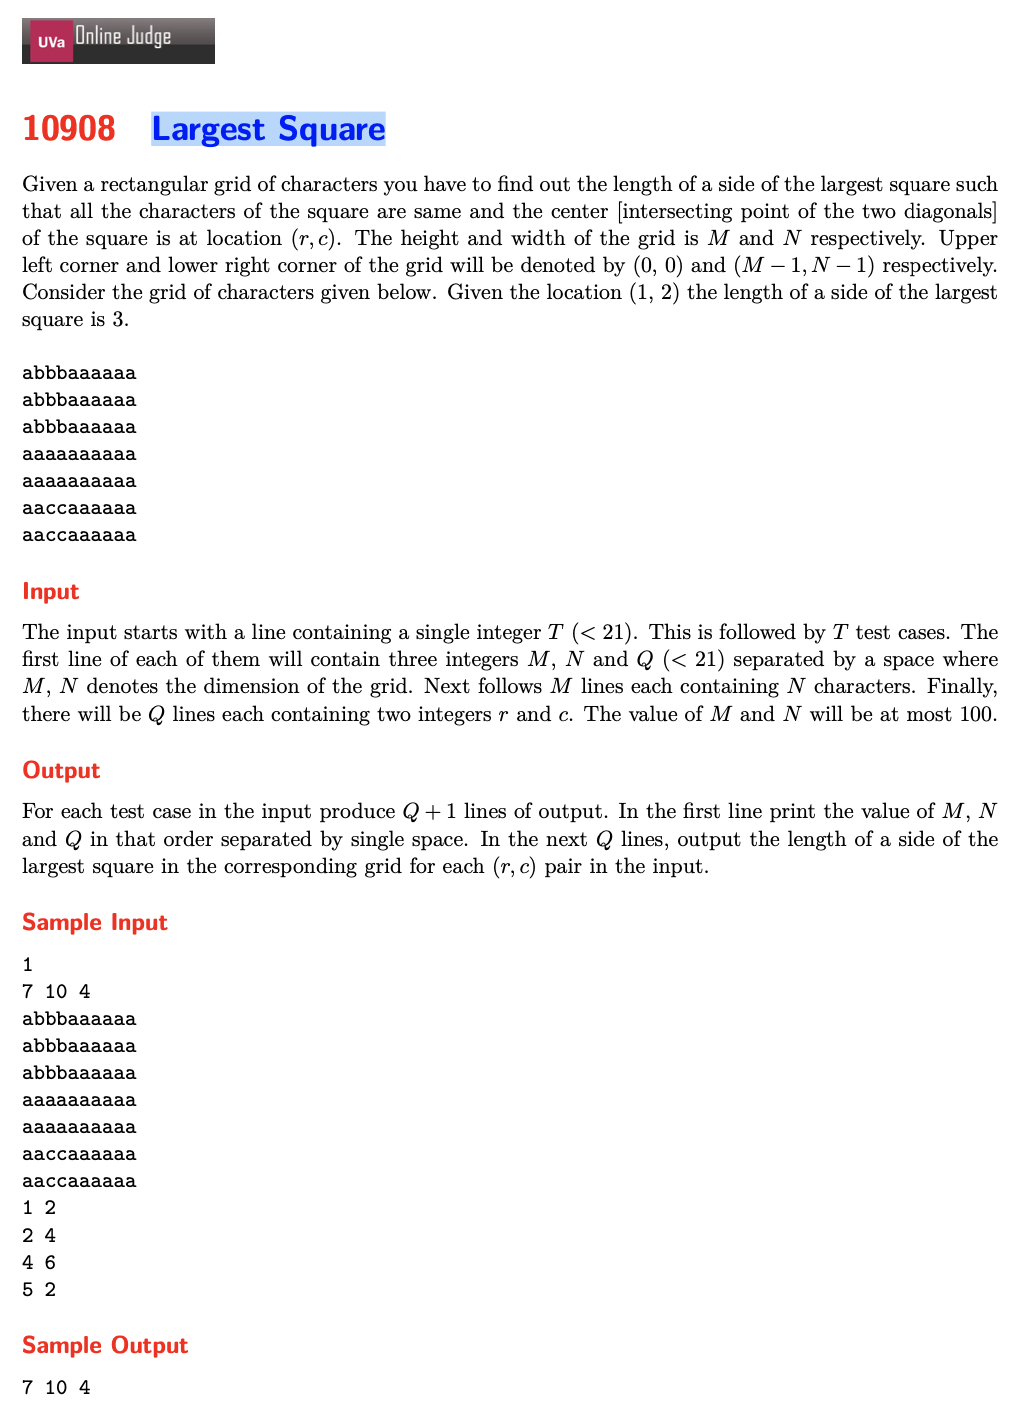 UVa Online Judge
10908 Largest Square
Given a rectangular grid of characters you have to find out the length of a side of the largest square such
that all the characters of the square are same and the center [intersecting point of the two diagonals]
of the square is at location (r, c). The height and width of the grid is M and N respectively. Upper
left corner and lower right corner of the grid will be denoted by (0, 0) and (M − 1, N − 1) respectively.
Consider the grid of characters given below. Given the location (1, 2) the length of a side of the largest
square is 3.
abbbaaaaaa
abbbaaaaaa
abbbaaaaaa
aaaaaaaaaa
aaaaaaaaaa
aaccaaaaaa
aaccaaaaaa
Input
The input starts with a line containing a single integer T (< 21). This is followed by T test cases. The
first line of each of them will contain three integers M, N and Q (< 21) separated by a space where
M, N denotes the dimension of the grid. Next follows M lines each containing N characters. Finally,
there will be Q lines each containing two integers r and c. The value of M and N will be at most 100.
Output
For each test case in the input produce Q + 1 lines of output. In the first line print the value of M, N
and Q in that order separated by single space. In the next Q lines, output the length of a side of the
largest square in the corresponding grid for each (r, c) pair in the input.
Sample Input
1
7 10 4
abbbaaaaaa
abbbaaaaaa
abbbaaaaaa
aaaaaaaaaa
aaaaaaaaaa
aaccaaaaaa
aaccaaaaaa
1 2
2 4
4 6
5 2
Sample Output
7 10 4